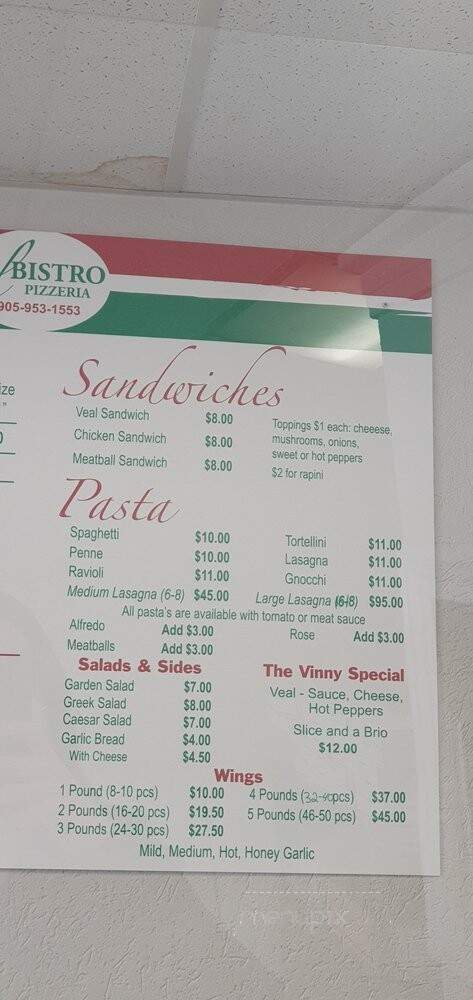 BISTRO
PIZZERIA
905-953-1553
ize
"
Sandwiches
Veal Sandwich $8.00
Chicken Sandwich $8.00
Meatball Sandwich $8.00
Toppings $1 each: cheeese,
mushrooms, onions,
sweet or hot peppers
$2 for rapini
Pasta
Spaghetti $10.00
Penne $10.00
Ravioli $11.00
Tortellini $11.00
Lasagna $11.00
Gnocchi $11.00
Medium Lasagna (6-8) $45.00
Large Lasagna $95.00
All pasta's are available with tomato or meat sauce
Alfredo Add $3.00
Meatballs Add $3.00
Rose Add $3.00
Salads & Sides
Garden Salad $7.00
Greek Salad $8.00
Caesar Salad $7.00
Garlic Bread $4.00
With Cheese $4.50
The Vinny Special
Veal - Sauce, Cheese,
Hot Peppers
Slice and a Brio
$12.00
Wings
1 Pound (8-10 pcs) $10.00
2 Pounds (16-20 pcs) $19.50
3 Pounds (24-30 pcs) $27.50
4 Pounds (32-40pcs) $37.00
5 Pounds (46-50 pcs) $45.00
Mild, Medium, Hot, Honey Garlic
menupix